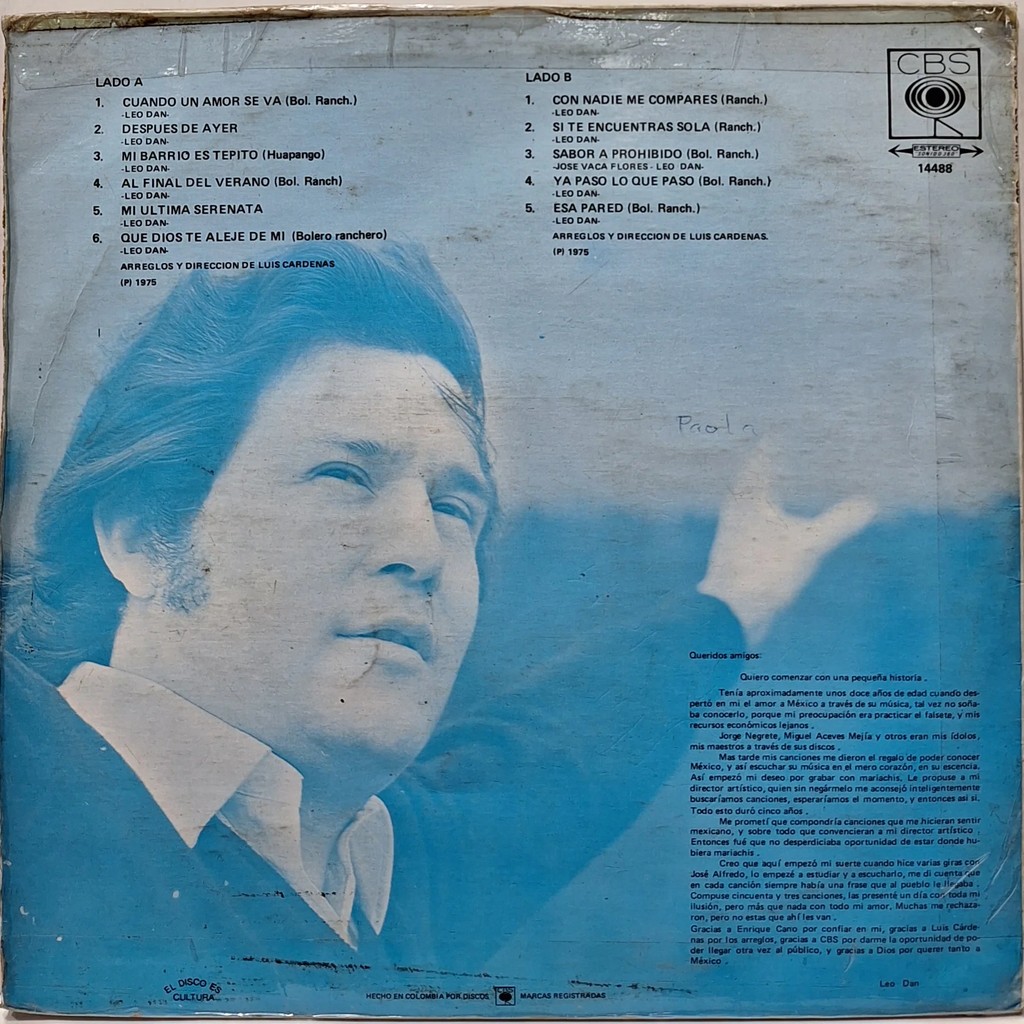 LADO A
1. CUANDO UN AMOR SE VA (Bol. Ranch.)
-LEO DAN-
2. DESPUES DE AYER
-LEO DAN-
3. MI BARRIO ES TEPITO (Huapango)
-LEO DAN-
4. AL FINAL DEL VERANO (Bol. Ranch)
-LEO DAN-
5. MI ULTIMA SERENATA
-LEO DAN-
6. QUE DIOS TE ALEJE DE MI (Bolero ranchero)
-LEO DAN-
ARREGLOS Y DIRECCION DE LUIS CARDENAS
(P) 1975
LADO B
1. CON NADIE ME COMPARES (Ranch.)
-LEO DAN-
2. SI TE ENCUENTRAS SOLA (Ranch.)
-LEO DAN-
3. SABOR A PROHIBIDO (Bol. Ranch.)
-JOSE VACA FLORES - LEO DAN-
4. YA PASO LO QUE PASO (Bol. Ranch.)
-LEO DAN-
5. ESA PARED (Bol. Ranch.)
-LEO DAN-
ARREGLOS Y DIRECCION DE LUIS CARDENAS.
(P) 1975
CBS
ESTEREO
14488
Paola
Queridos amigos:
Quiero comenzar con una pequeña historia .
Tenía aproximadamente unos doce años de edad cuando des-
pertó en mi el amor a México a través de su música, tal vez no soña-
ba conocerlo, porque mi preocupación era practicar el falsete, y mis
recursos económicos lejanos .
Jorge Negrete, Miguel Aceves Mejía y otros eran mis ídolos,
mis maestros a través de sus discos .
Mas tarde mis canciones me dieron el regalo de poder conocer
México, y así escuchar su música en el mero corazón, en su escencia.
Así empezó mi deseo por grabar con mariachis. Le propuse a mi
director artístico, quien sin negármelo me aconsejó inteligentemente
buscaríamos canciones, esperaríamos el momento, y entonces así si.
Todo esto duró cinco años .
Me prometí que compondría canciones que me hicieran sentir
mexicano, y sobre todo que convencieran a mi director artístico .
Entonces fué que no desperdiciaba oportunidad de estar donde hu-
biera mariachis .
Creo que aquí empezó mi suerte cuando hice varias giras con
José Alfredo, lo empezé a estudiar y a escucharlo, me di cuenta que
en cada canción siempre había una frase que al pueblo le llegaba .
Compuse cincuenta y tres canciones, las presenté un día con toda mi
ilusión, pero más que nada con todo mi amor. Muchas me rechaza-
ron, pero no estas que ahí les van .
Gracias a Enrique Cano por confiar en mi, gracias a Luis Cárde-
nas por los arreglos, gracias a CBS por darme la oportunidad de po-
der llegar otra vez al público, y gracias a Dios por querer tanto a
México .
Leo Dan
EL DISCO ES
CULTURA
HECHO EN COLOMBIA POR DISCOS CBS MARCAS REGISTRADAS